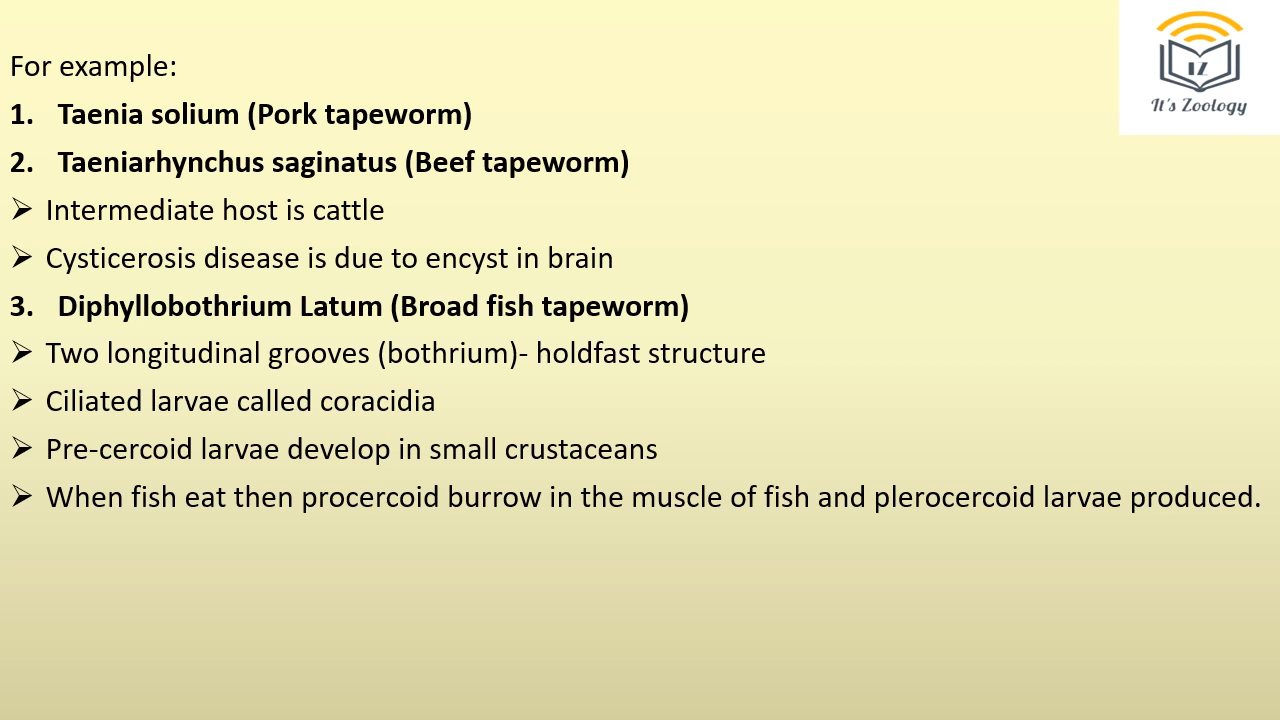 For example:
1. Taenia solium (Pork tapeworm)
2. Taeniarhynchus saginatus (Beef tapeworm)
➢ Intermediate host is cattle
➢ Cysticerosis disease is due to encyst in brain
3. Diphyllobothrium Latum (Broad fish tapeworm)
➢ Two longitudinal grooves (bothrium)- holdfast structure
➢ Ciliated larvae called coracidia
➢ Pre-cercoid larvae develop in small crustaceans
➢ When fish eat then procercoid burrow in the muscle of fish and plerocercoid larvae produced.
IZ
It's Zoology